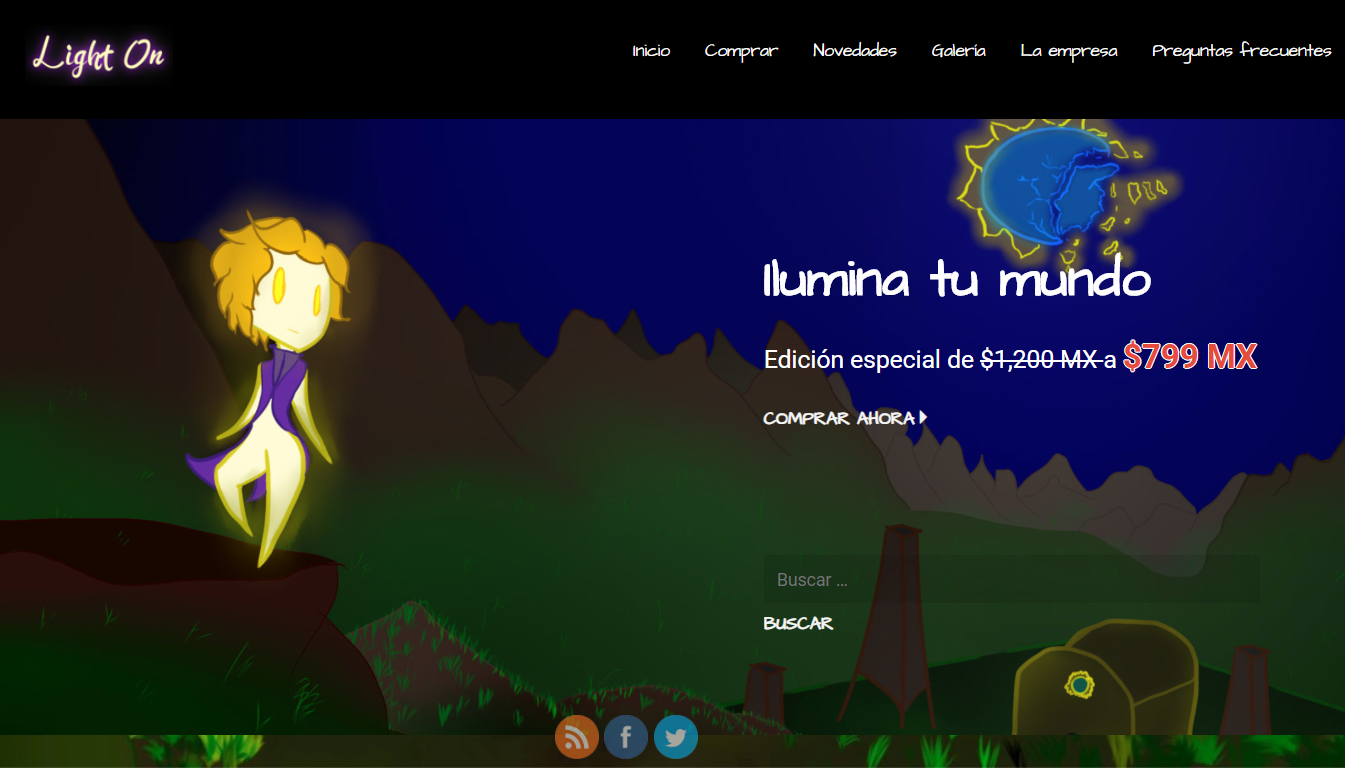 Light On
Inicio Comprar Novedades Galería La empresa Preguntas frecuentes
Ilumina tu mundo
Edición especial de $1,200 MX a $799 MX
COMPRAR AHORA
Buscar ...
BUSCAR